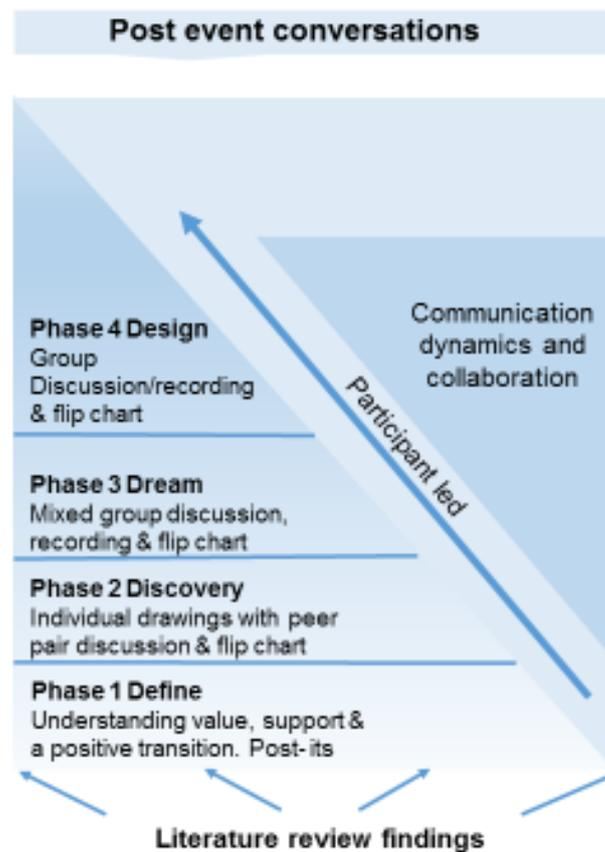 Post event conversations
Phase 4 Design
Group
Discussion/recording
& flip chart
Communication
dynamics and
collaboration
Participant led
Phase 3 Dream
Mixed group discussion,
recording & flip chart
Phase 2 Discovery
Individual drawings with peer
pair discussion & flip chart
Phase 1 Define
Understanding value, support &
a positive transition. Post-its
Literature review findings